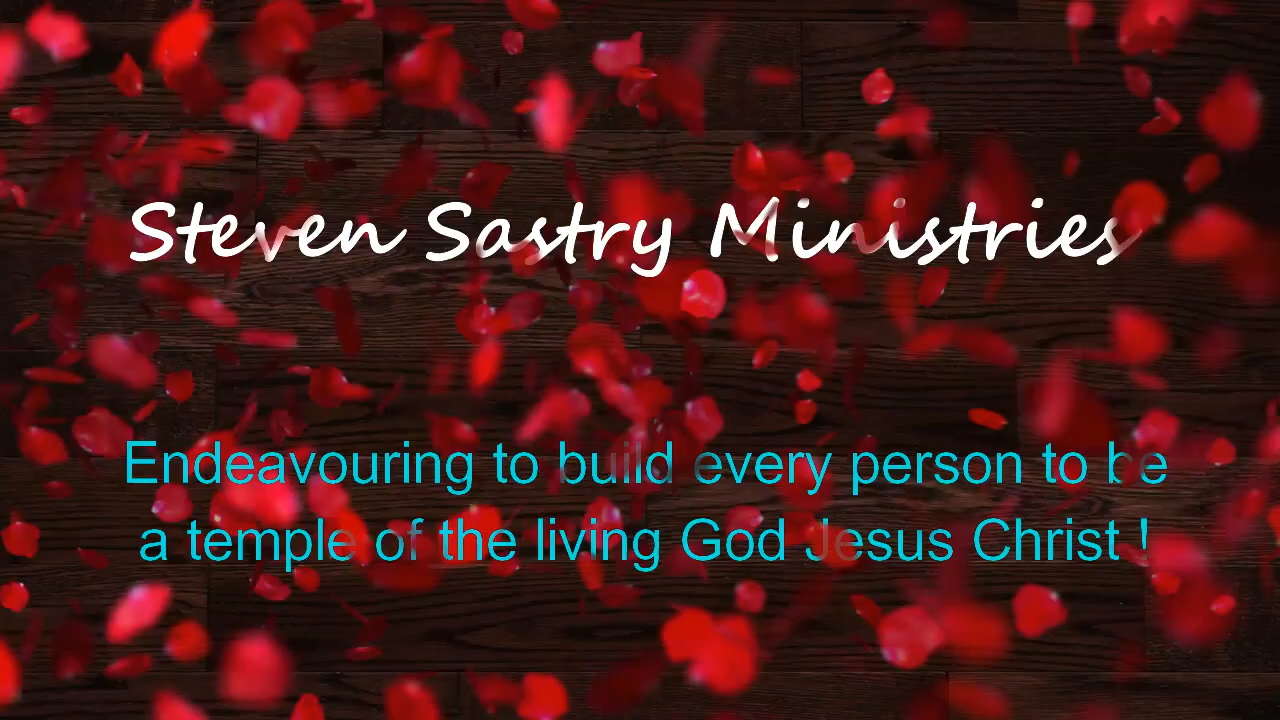 Steven Sastry Ministries
Endeavouring to build every person to be
a temple of the living God Jesus Christ !